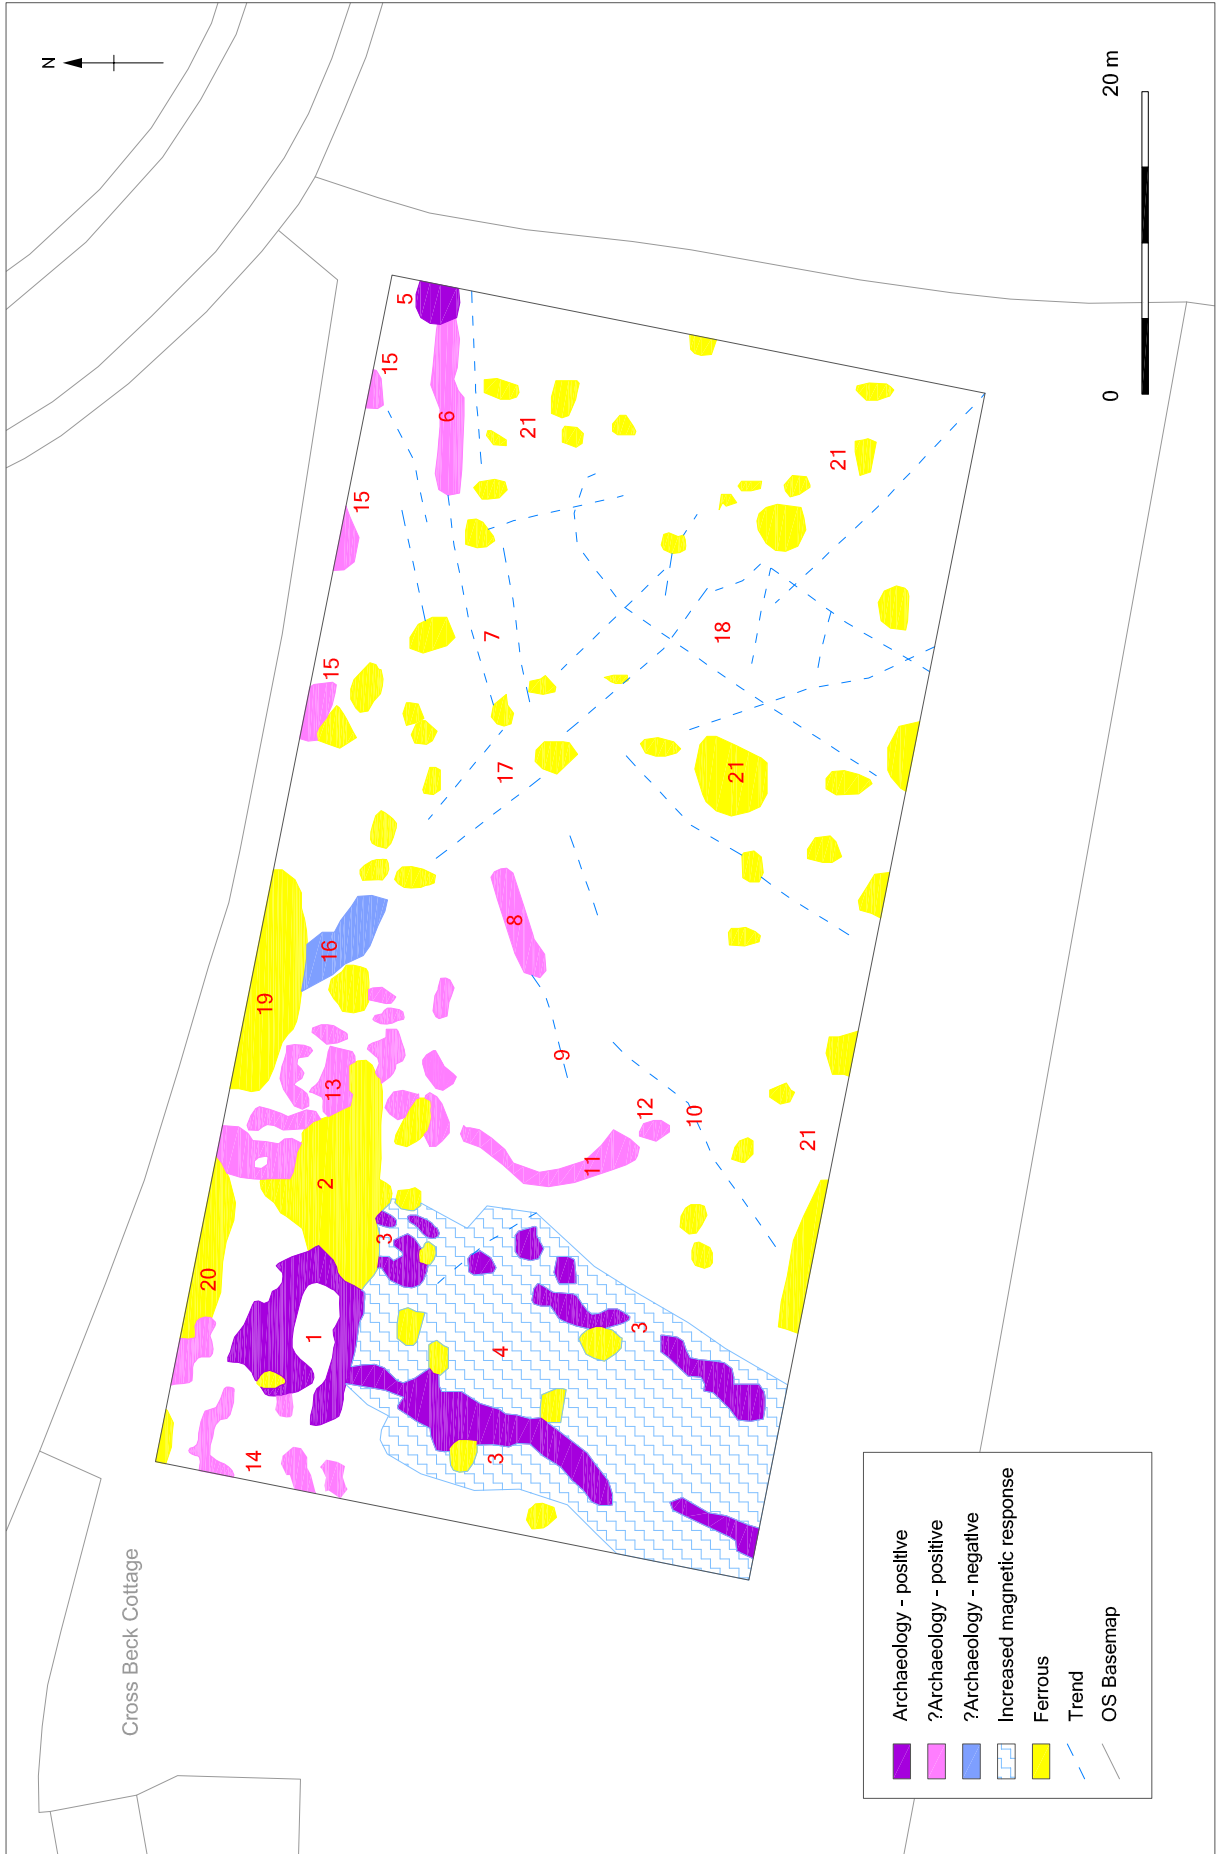 N
20 m
0
5
15
6
21
15
21
7
18
15
17
21
8
16
19
9
13
12
10
11
21
2
3
20
1
4
3
3
14
Cross Beck Cottage
Archaeology - positive
?Archaeology - positive
?Archaeology - negative
Increased magnetic response
Ferrous
Trend
OS Basemap